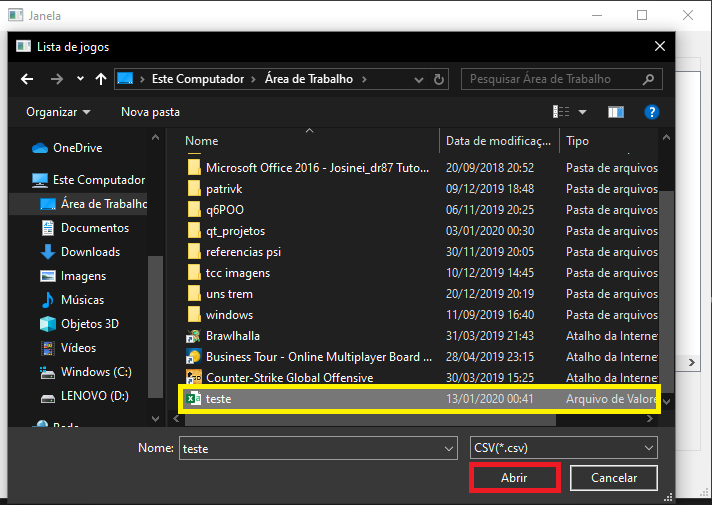 Janela
Lista de jogos
Este Computador > Área de Trabalho >
Pesquisar Área de Trabalho
Organizar
Nova pasta
Nome
Data de modificaç...
Tipo
OneDrive
Este Computador
Área de Trabalho
Documentos
Downloads
Imagens
Músicas
Objetos 3D
Vídeos
Windows (C:)
LENOVO (D:)
Rede
Microsoft Office 2016 - Josinei_dr87 Tuto... 20/09/2018 20:52 Pasta de arquivos
patrivk 09/12/2019 18:48 Pasta de arquivos
q6POO 06/11/2019 20:25 Pasta de arquivos
qt_projetos 03/01/2020 00:30 Pasta de arquivos
referencias psi 30/11/2019 20:05 Pasta de arquivos
tcc imagens 10/12/2019 14:45 Pasta de arquivos
uns trem 20/12/2019 20:19 Pasta de arquivos
windows 11/09/2019 16:40 Pasta de arquivos
Brawlhalla 31/03/2019 21:43 Atalho da Internet
Business Tour - Online Multiplayer Board ... 28/04/2019 23:15 Atalho da Internet
Counter-Strike Global Offensive 30/03/2019 15:25 Atalho da Internet
teste 13/01/2020 00:41 Arquivo de Valore
Nome: teste
CSV(*.csv)
Abrir
Cancelar